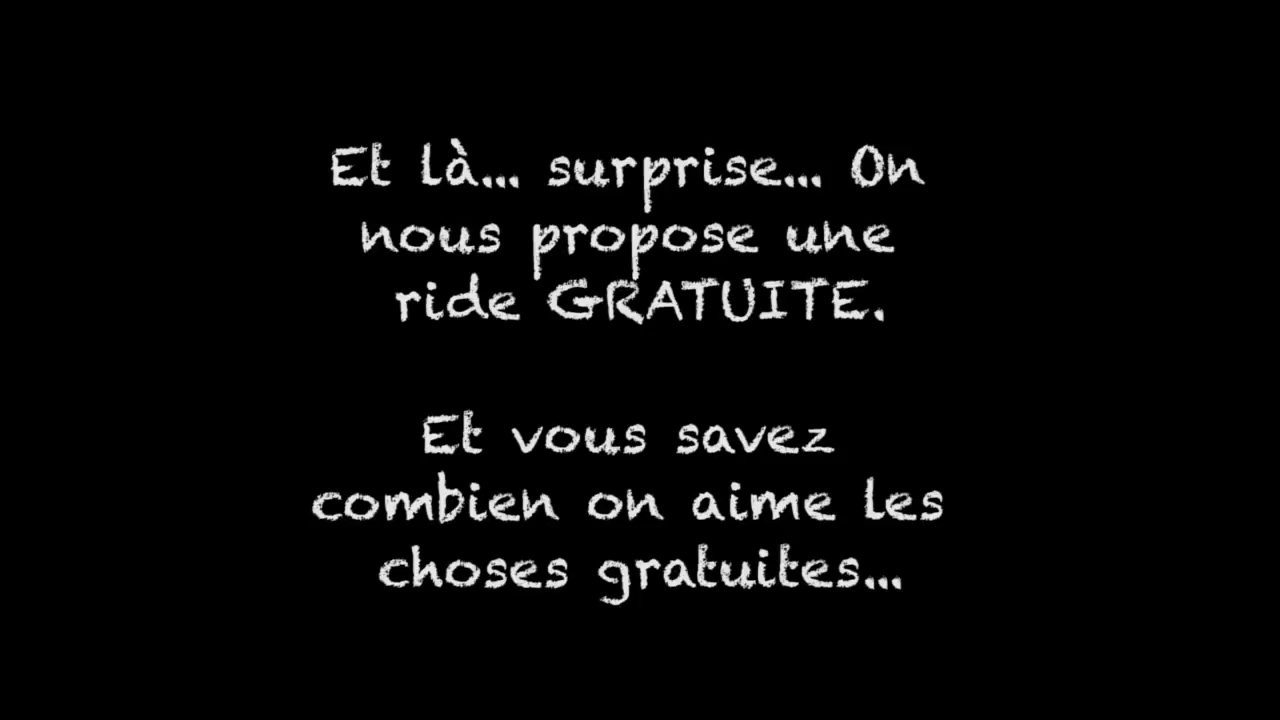 Et là... surprise... On
nous propose une
ride GRATUITE.
Et vous savez
combien on aime les
choses gratuites...